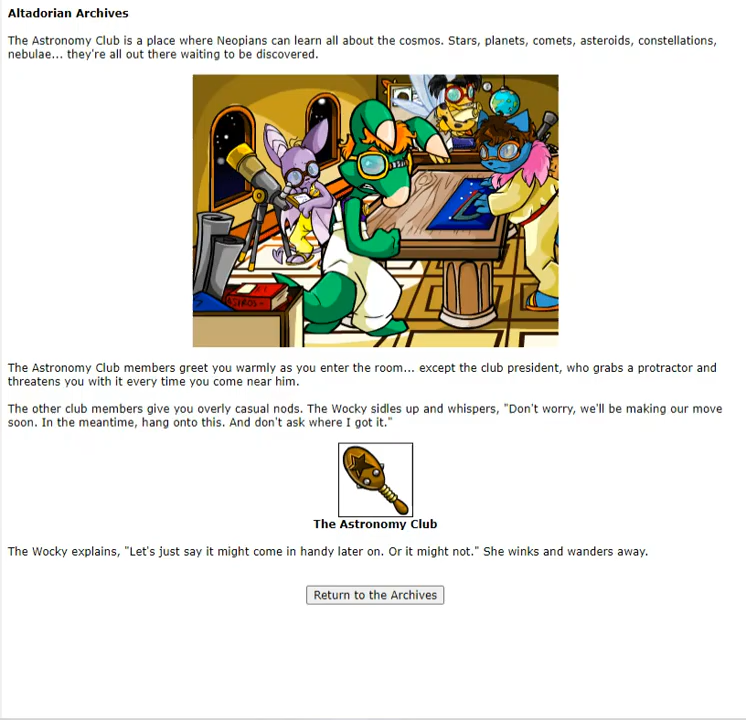 Altadorian Archives
The Astronomy Club is a place where Neopians can learn all about the cosmos. Stars, planets, comets, asteroids, constellations,
nebulae... they're all out there waiting to be discovered.
ASTROS-
The Astronomy Club members greet you warmly as you enter the room... except the club president, who grabs a protractor and
threatens you with it every time you come near him.
The other club members give you overly casual nods. The Wocky sidles up and whispers, "Don't worry, we'll be making our move
soon. In the meantime, hang onto this. And don't ask where I got it."
The Astronomy Club
The Wocky explains, "Let's just say it might come in handy later on. Or it might not." She winks and wanders away.
Return to the Archives